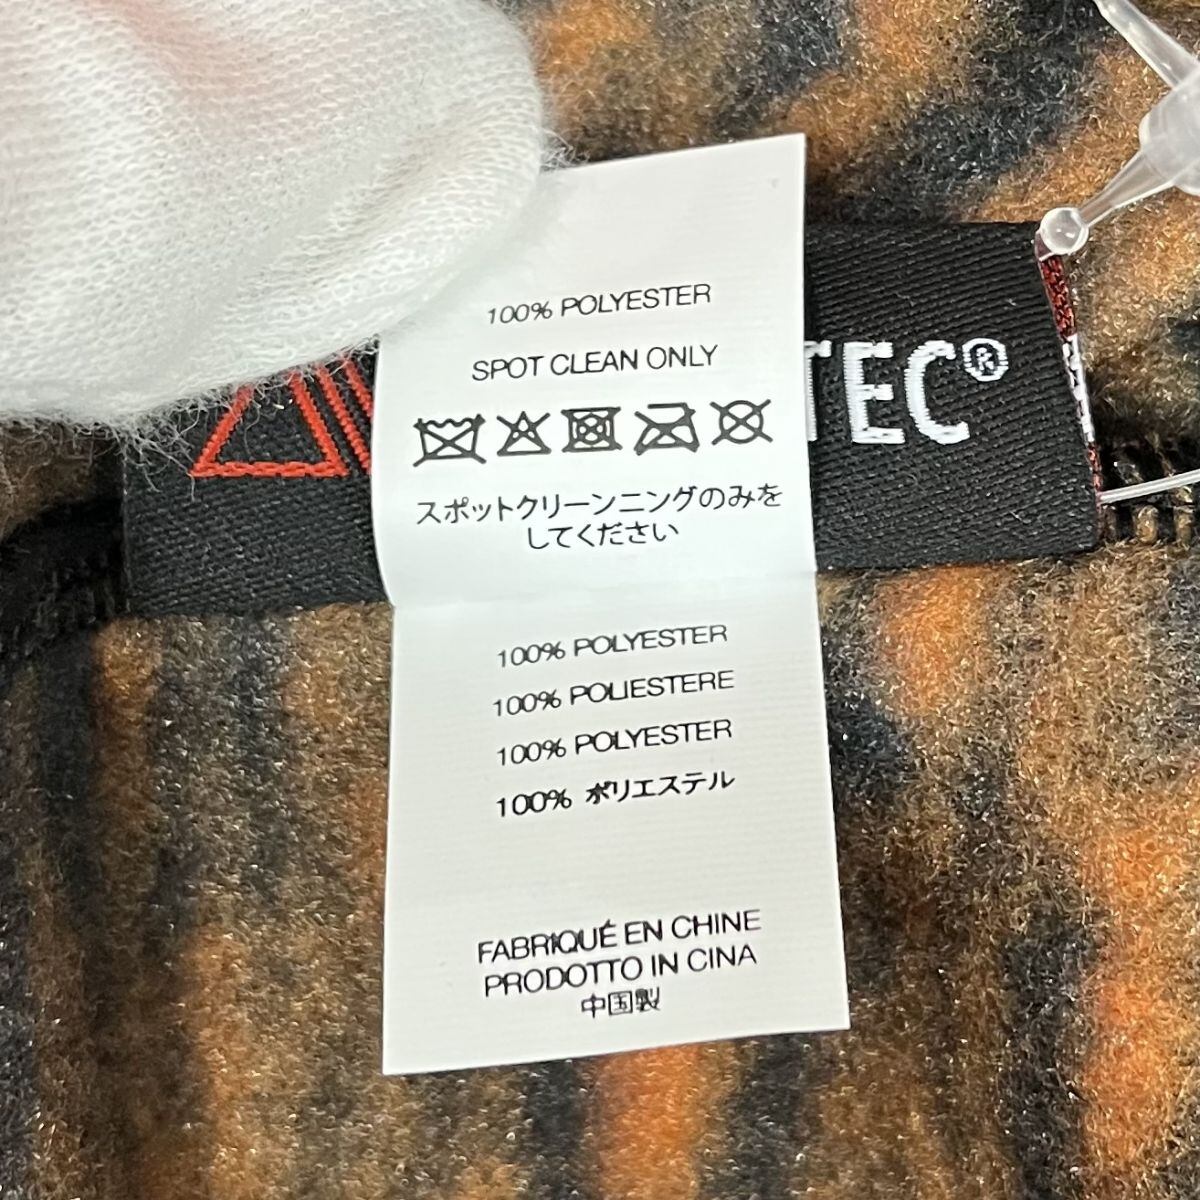 100% POLYESTER
SPOT CLEAN ONLY
TEC®
スポットクリーンニングのみを
してください
100% POLYESTER
100% POLIESTERE
100% POLYESTER
100% ポリエステル
FABRIQUÉ EN CHINE
PRODOTTO IN CINA
中国製